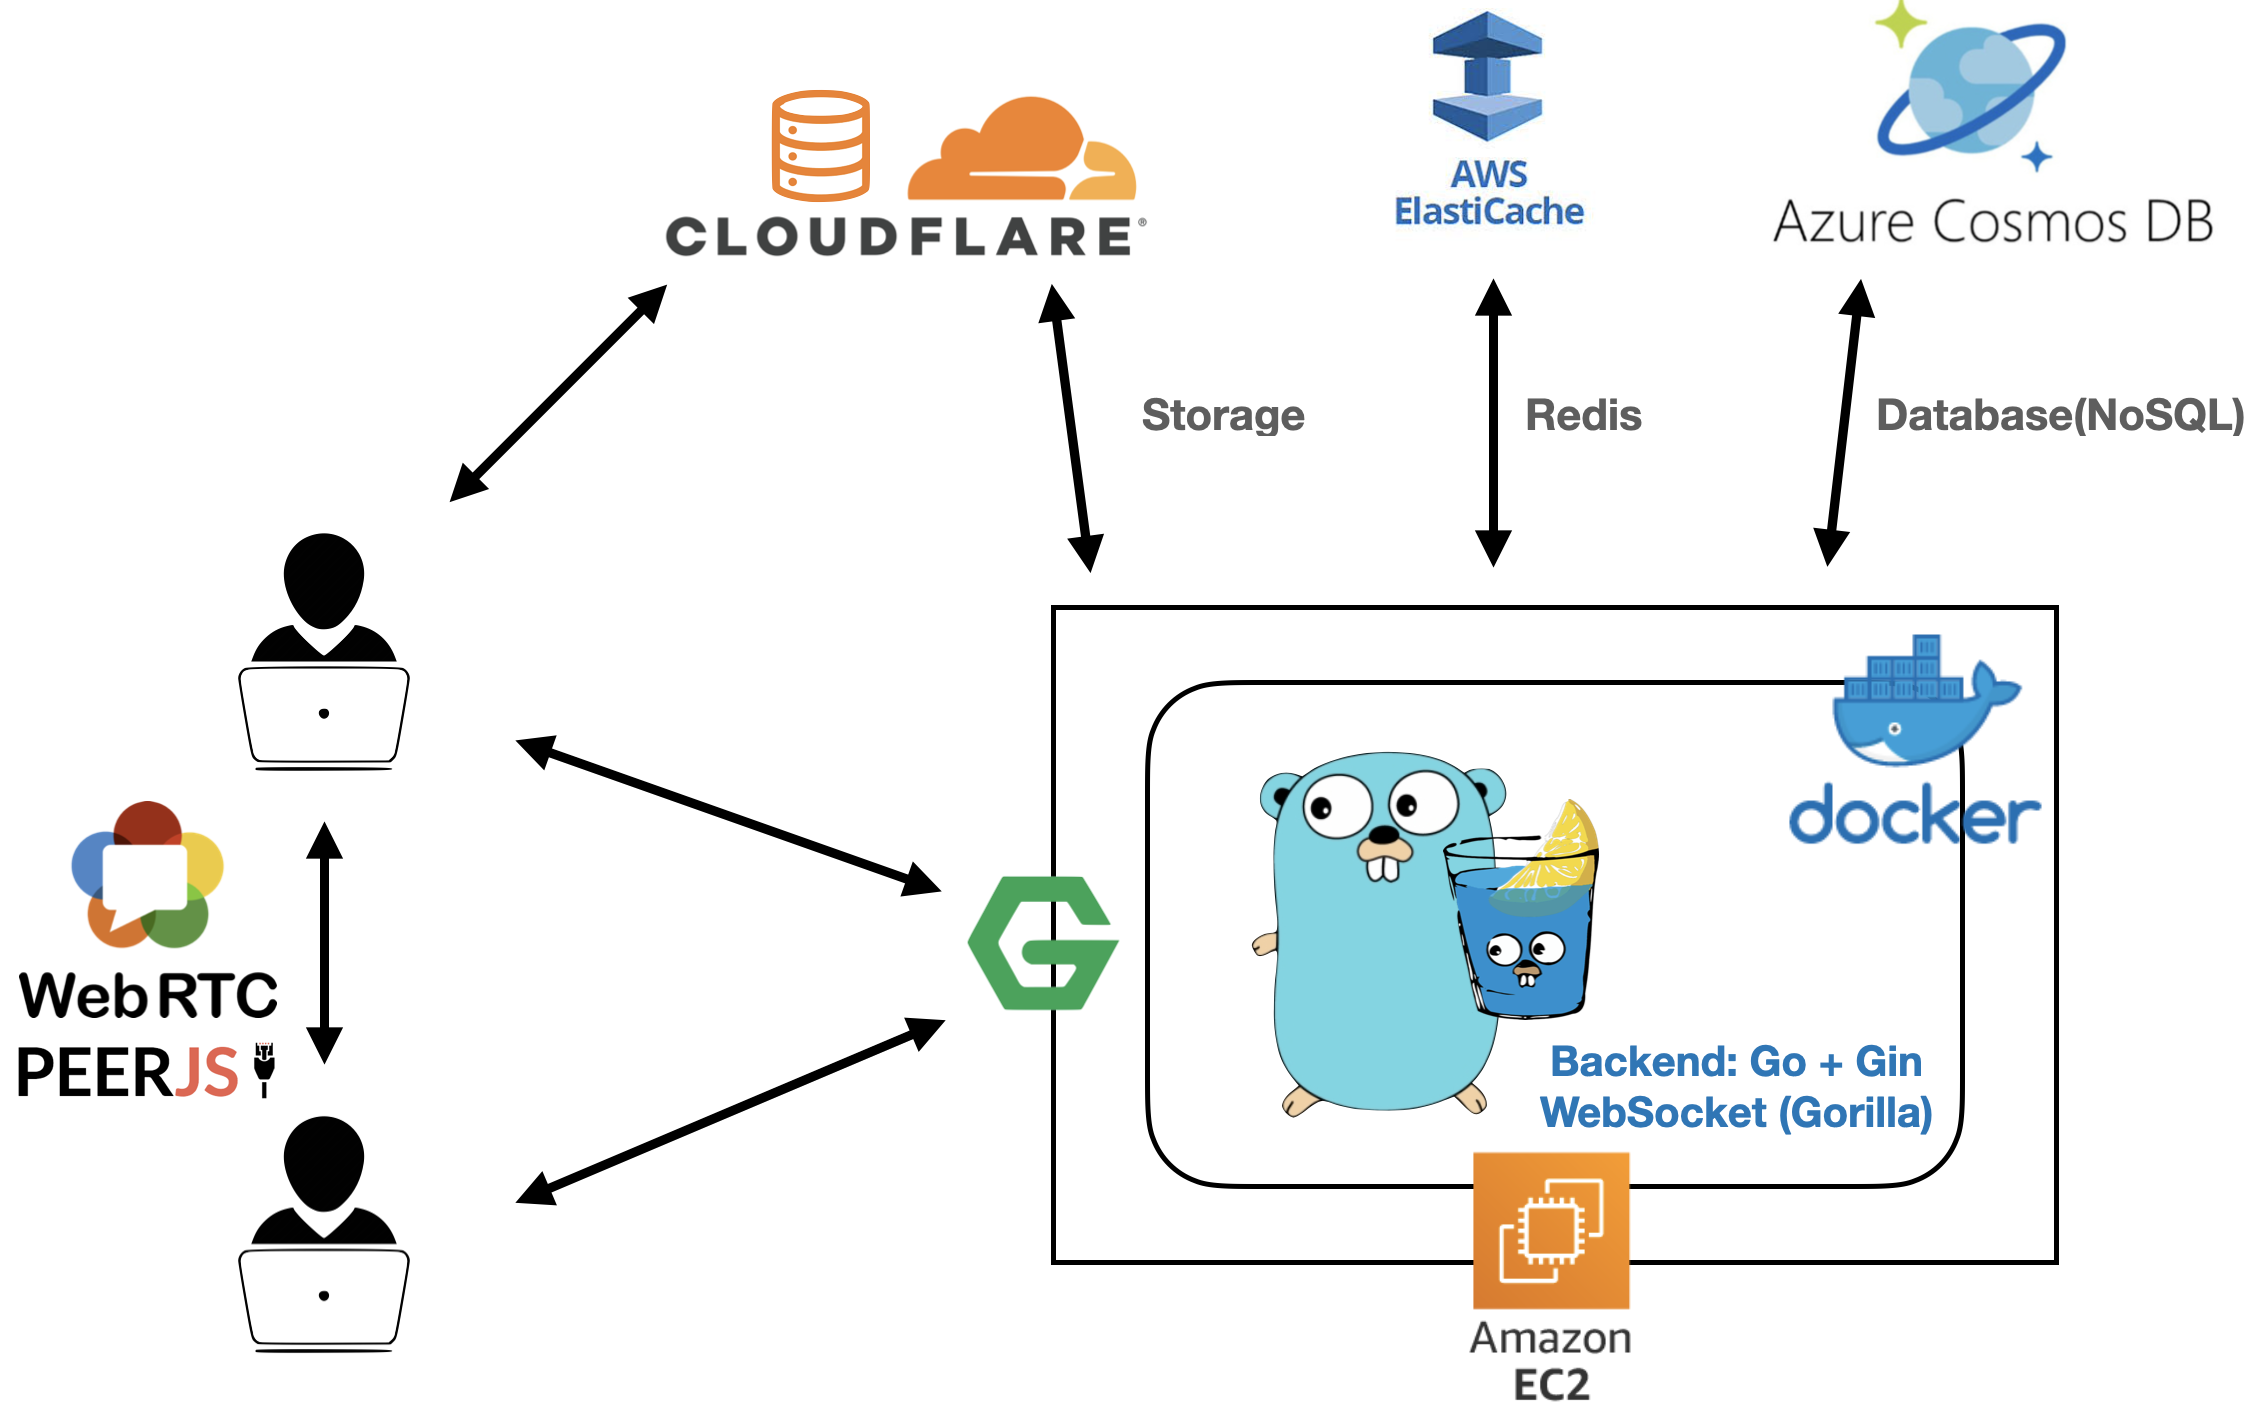 CLOUDFLARE®
AWS
ElastiCache
Azure Cosmos DB
Storage
Redis
Database(NoSQL)
docker
WebRTC
PEERJS
G
Backend: Go + Gin
WebSocket (Gorilla)
Amazon
EC2